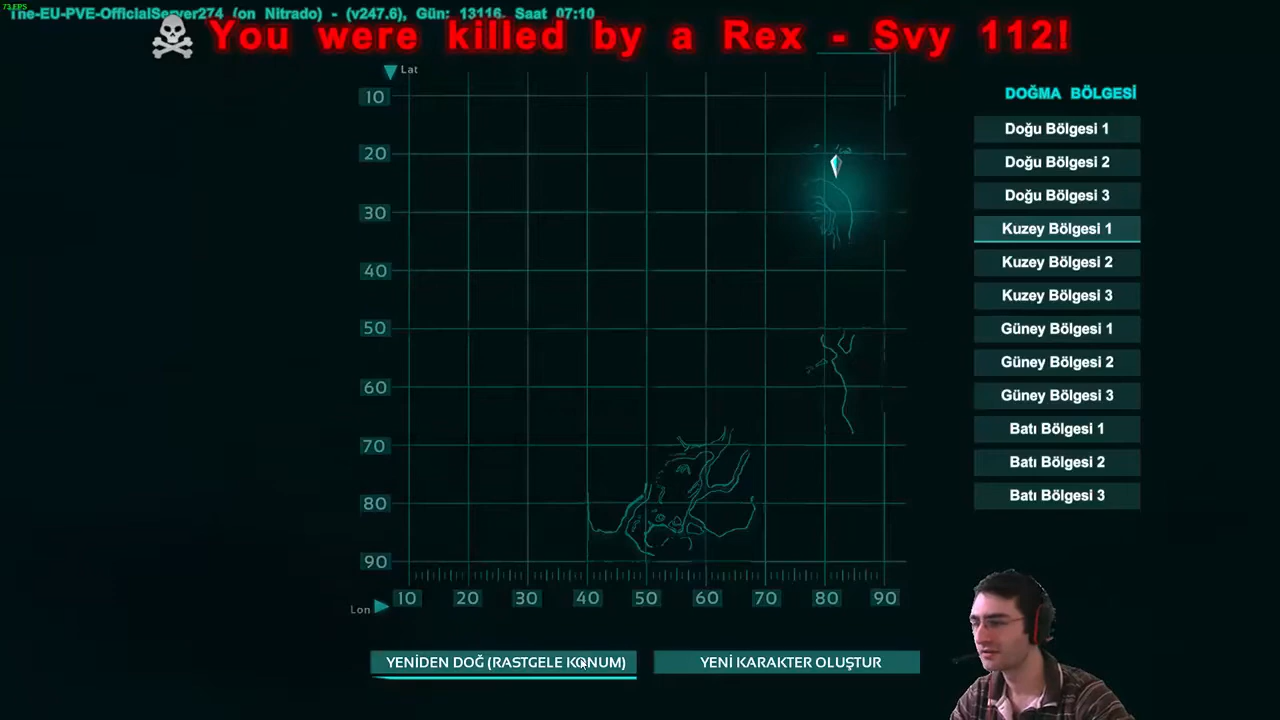 73 FPS
The-EU-PVE-OfficialServer274 (on Nitrado) - (v247.6), Gün: 13116, Saat 07:10
You were killed by a Rex - Svy 112!
Lat
DOĞMA BÖLGESİ
10
20
30
40
50
60
70
80
90
Doğu Bölgesi 1
Doğu Bölgesi 2
Doğu Bölgesi 3
Kuzey Bölgesi 1
Kuzey Bölgesi 2
Kuzey Bölgesi 3
Güney Bölgesi 1
Güney Bölgesi 2
Güney Bölgesi 3
Batı Bölgesi 1
Batı Bölgesi 2
Batı Bölgesi 3
Lon
10 20 30 40 50 60 70 80 90
YENİDEN DOĞ (RASTGELE KONUM)
YENİ KARAKTER OLUŞTUR